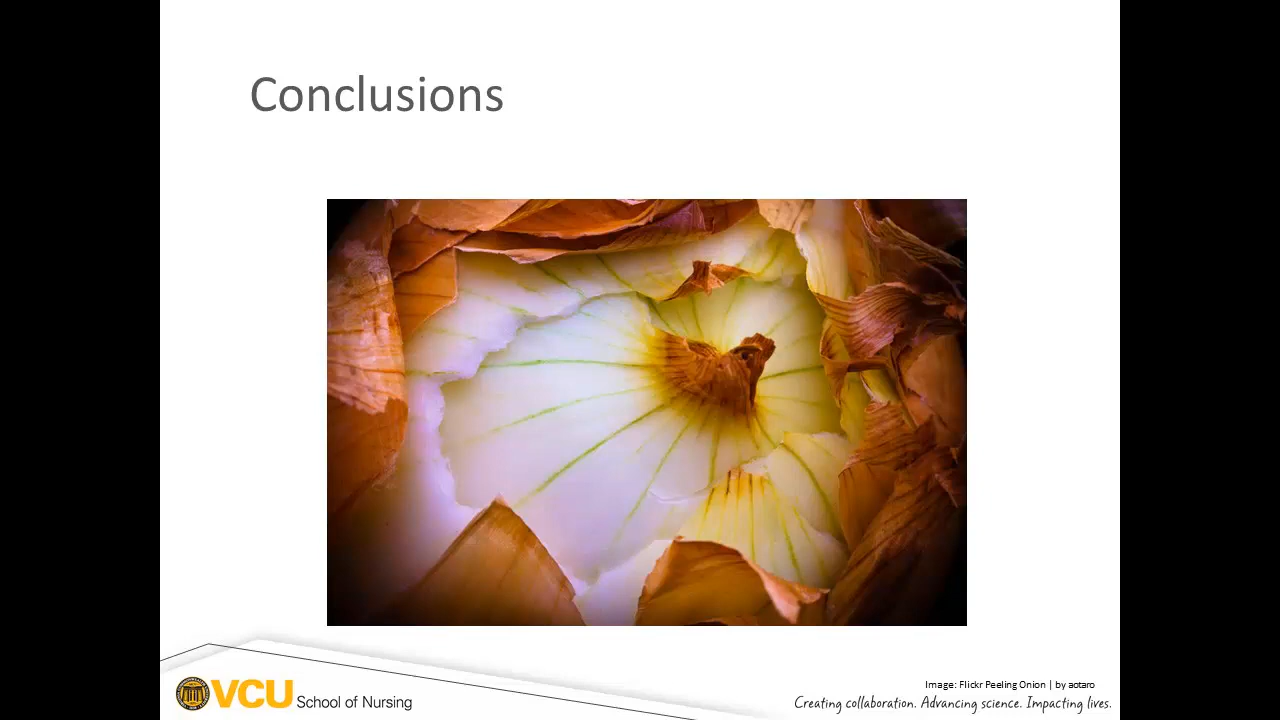 Conclusions
Image: Flickr Peeling Onion | by aotaro
VCU School of Nursing
Creating collaboration. Advancing science. Impacting lives.